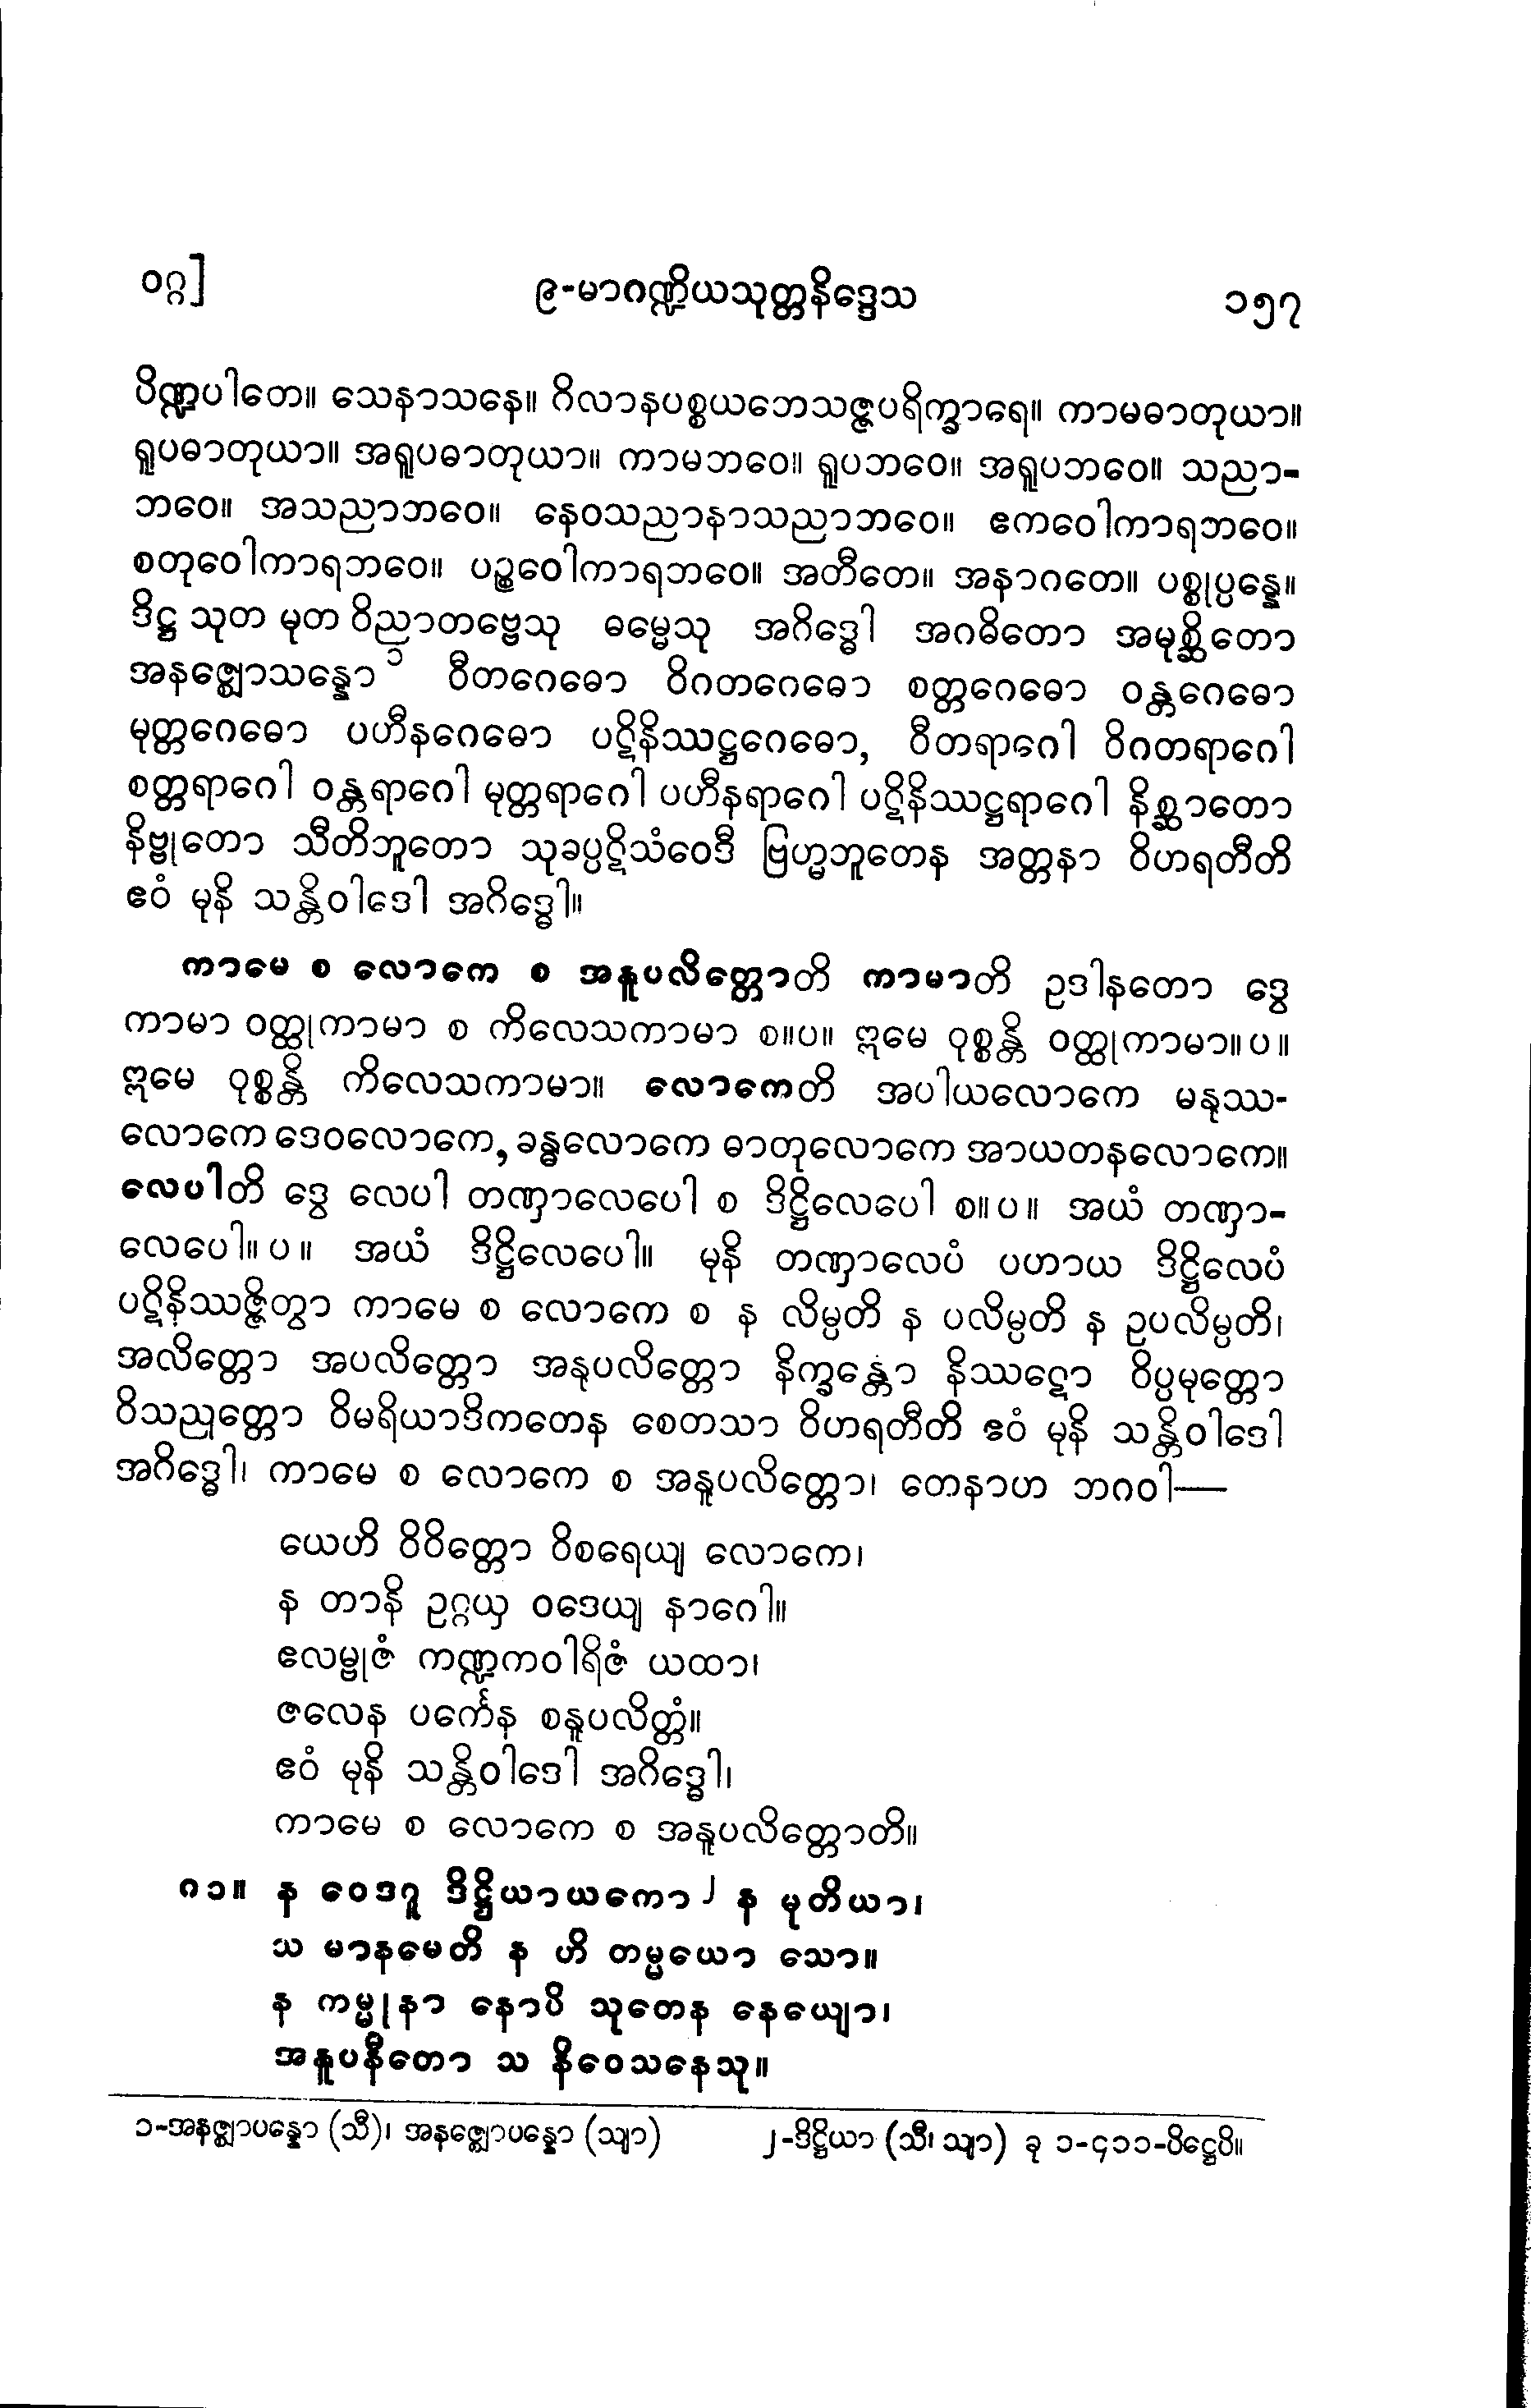 ဝဂ္ဂ]
၉-မာဂဏ္ဍိယသုတ္တနိဒ္ဒေသ
၁၅၇
ပိဏ္ဍပါတေ။ သေနာသနေ။ ဂိလာနပစ္စယဘေသဇ္ဇပရိက္ခာရေ။ ကာမဓာတုယာ။
ရူပဓာတုယာ။ အရူပဓာတုယာ။ ကာမဘဝေ။ ရူပဘဝေ။ အရူပဘဝေ။ သညာ-
ဘဝေ။ အသညာဘဝေ။ နေဝသညာနာသညာဘဝေ။ ဧကဝေါကာရဘဝေ။
စတုဝေါကာရဘဝေ။ ပဉ္စဝေါကာရဘဝေ။ အတီတေ။ အနာဂတေ။ ပစ္စုပ္ပန္နေ။
ဒိဋ္ဌ သုတ မုတ ဝိညာတဗ္ဗေသု ဓမ္မေသု အဂိဒ္ဓေါ အဂဓိတော အမုစ္ဆိတော
အနဇ္ဈောသန္နော ၁ ဝီတဂေဓော ဝိဂတဂေဓော စတ္တဂေဓော ဝန္တဂေဓော
မုတ္တဂေဓော ပဟီနဂေဓော ပဋိနိဿဋ္ဌဂေဓော, ဝီတရာဂေါ ဝိဂတရာဂေါ
စတ္တရာဂေါ ဝန္တရာဂေါ မုတ္တရာဂေါ ပဟီနရာဂေါ ပဋိနိဿဋ္ဌရာဂေါ နိစ္ဆာတော
နိဗ္ဗုတော သီတိဘူတော သုခပ္ပဋိသံဝေဒီ ဗြဟ္မဘူတေန အတ္တနာ ဝိဟရတီတိ
ဧဝံ မုနိ သန္တိဝါဒေါ အဂိဒ္ဓေါ။
ကာမေ စ လောကေ စ အနူပလိတ္တောတိ ကာမာတိ ဥဒါနတော ဒွေ
ကာမာ ဝတ္ထုကာမာ စ ကိလေသကာမာ စ။ပ။ ဣမေ ဝုစ္စန္တိ ဝတ္ထုကာမာ။ပ။
ဣမေ ဝုစ္စန္တိ ကိလေသကာမာ။ လောကေတိ အပါယလောကေ မနုဿ-
လောကေ ဒေဝလောကေ, ခန္ဓလောကေ ဓာတုလောကေ အာယတနလောကေ။
လေပါတိ ဒွေ လေပါ တဏှာလေပေါ စ ဒိဋ္ဌိလေပေါ စ။ပ။ အယံ တဏှာ-
လေပေါ။ပ။ အယံ ဒိဋ္ဌိလေပေါ။ မုနိ တဏှာလေပံ ပဟာယ ဒိဋ္ဌိလေပံ
ပဋိနိဿဇ္ဇိတွာ ကာမေ စ လောကေ စ န လိမ္ပတိ န ပလိမ္ပတိ န ဥပလိမ္ပတိ၊
အလိတ္တော အပလိတ္တော အနုပလိတ္တော နိက္ခန္တော နိဿဋော ဝိပ္ပမုတ္တော
ဝိသညုတ္တော ဝိမရိယာဒိကတေန စေတသာ ဝိဟရတီတိ ဧဝံ မုနိ သန္တိဝါဒေါ
အဂိဒ္ဓေါ၊ ကာမေ စ လောကေ စ အနူပလိတ္တော၊ တေနာဟ ဘဂဝါ—
ယေဟိ ဝိဝိတ္တော ဝိစရေယျ လောကေ၊
န တာနိ ဥဂ္ဂယှ ဝဒေယျ နာဂေါ။
ဧလမ္ဗုဇံ ကဏ္ဍကဝါရိဇံ ယထာ၊
ဇလေန ပင်္ကေန စနူပလိတ္တံ။
ဧဝံ မုနိ သန္တိဝါဒေါ အဂိဒ္ဓေါ၊
ကာမေ စ လောကေ စ အနူပလိတ္တောတိ။
၈၁။ န ဝေဒဂူ ဒိဋ္ဌိယာယကော ၂ န မုတိယာ၊
သ မာနမေတိ န ဟိ တမ္မယော သော။
န ကမ္မုနာ နောပိ သုတေန နေယျော၊
အနူပနီတော သ နိဝေသနေသု။
၁-အနဇ္ဈာပန္နော (သီ)၊ အနဇ္ဈောပန္နော (သျာ)
၂-ဒိဋ္ဌိယာ (သီ၊ သျာ) ခု ၁-၄၁၁-ပိဋ္ဌေပိ။